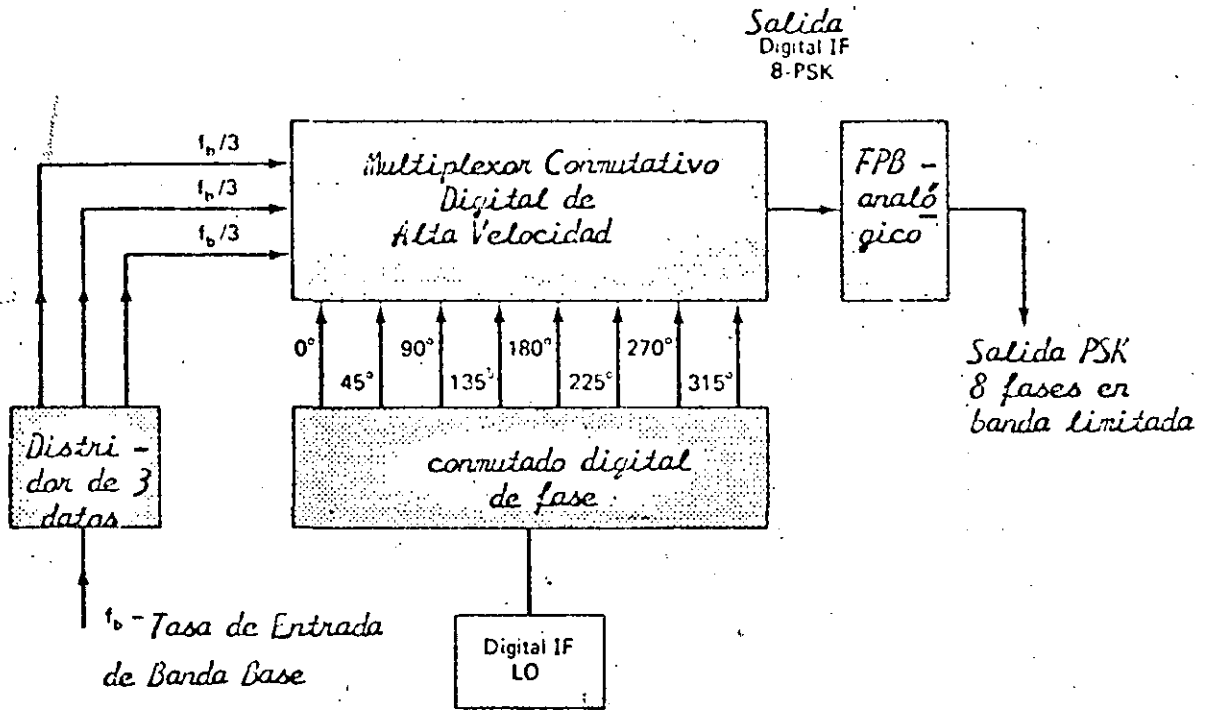 Salida
Digital IF
8-PSK
f_b/3
f_b/3
f_b/3
Multiplexor Conmutativo
Digital de
Alta Velocidad
FPB -
analó
gico
0°
90°
180°
270°
45°
135°
225°
315°
Salida PSK
8 fases en
banda limitada
Distri -
dor de 3
datos
conmutado digital
de fase
f_b - Tasa de Entrada
de Banda Base
Digital IF
LO